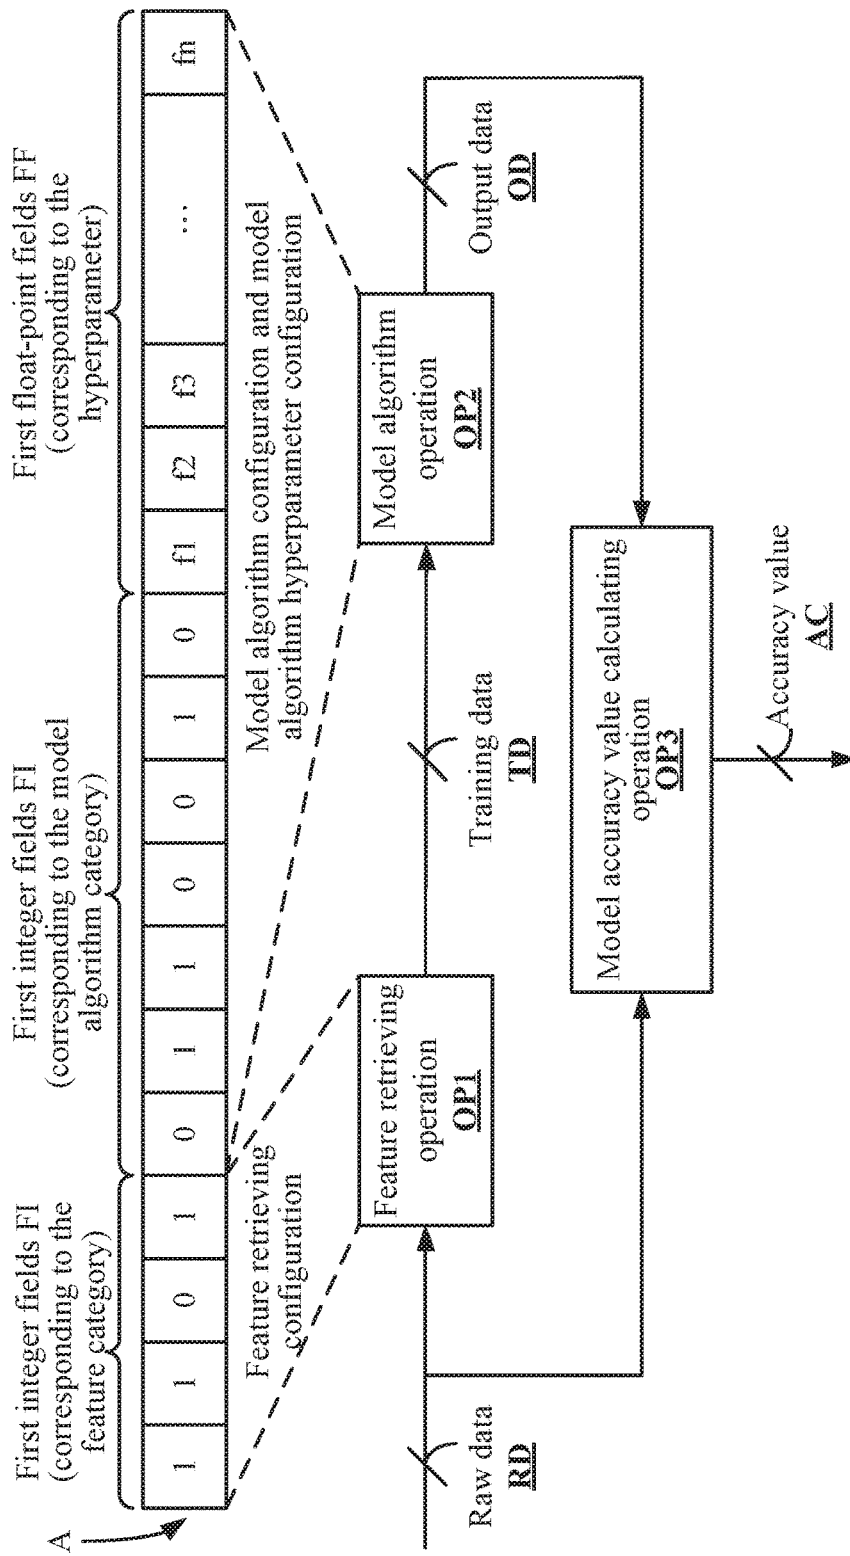 A
First integer fields FI
(corresponding to the
feature category)
First integer fields FI
(corresponding to the model
algorithm category)
First float-point fields FF
(corresponding to the
hyperparameter)
1 1 0 1 0 1 1 0 0 1 0 f1 f2 f3 ... fn
Feature retrieving
configuration
Model algorithm configuration and model
algorithm hyperparameter configuration
Raw data
RD
Feature retrieving
operation
OP1
Training data
TD
Model algorithm
operation
OP2
Output data
OD
Model accuracy value calculating
operation
OP3
Accuracy value
AC